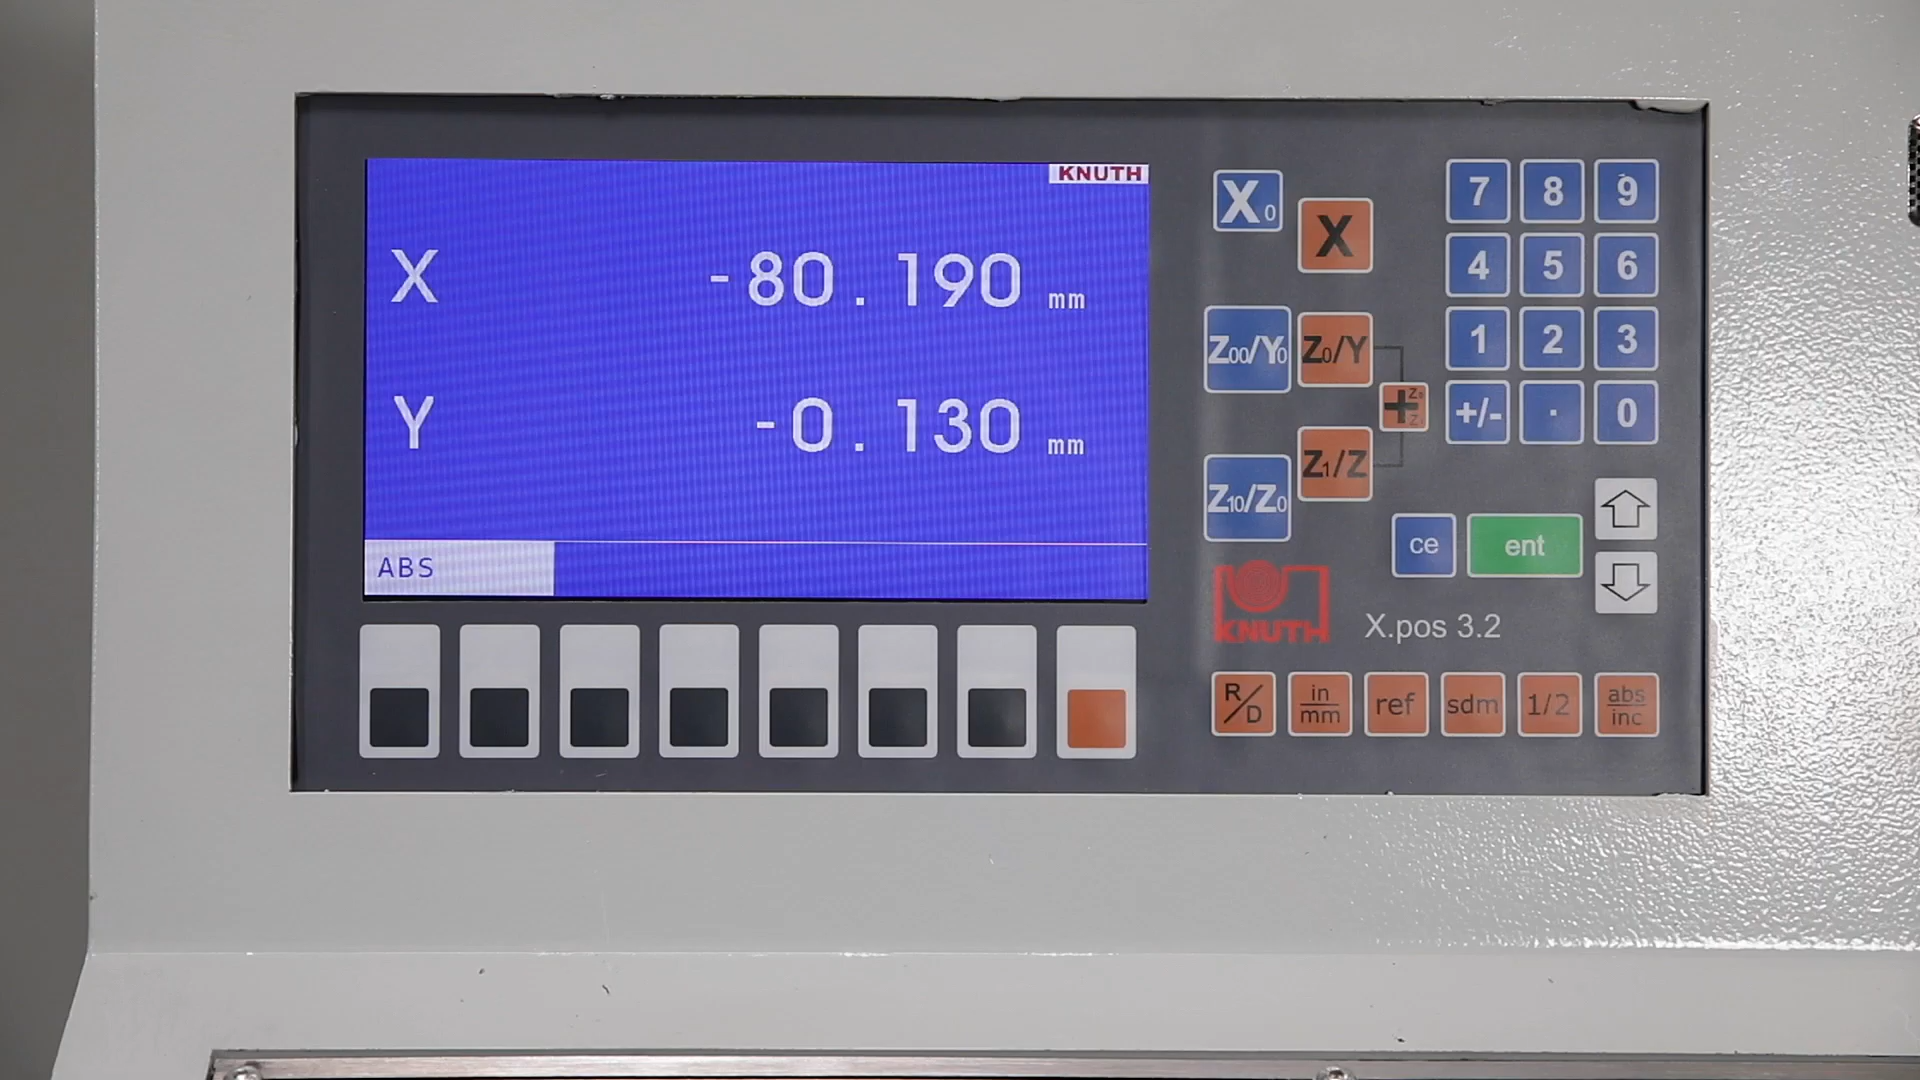 KNUTH
X -80.190 mm
Y -0.130 mm
ABS
X0
X
Z00/Y0
Z0/Y
Z1/Z
Z10/Z0
7 8 9
4 5 6
1 2 3
+/- . 0
ce
ent
KNUTH
X.pos 3.2
R/D
in
mm
ref
sdm
1/2
abs
inc